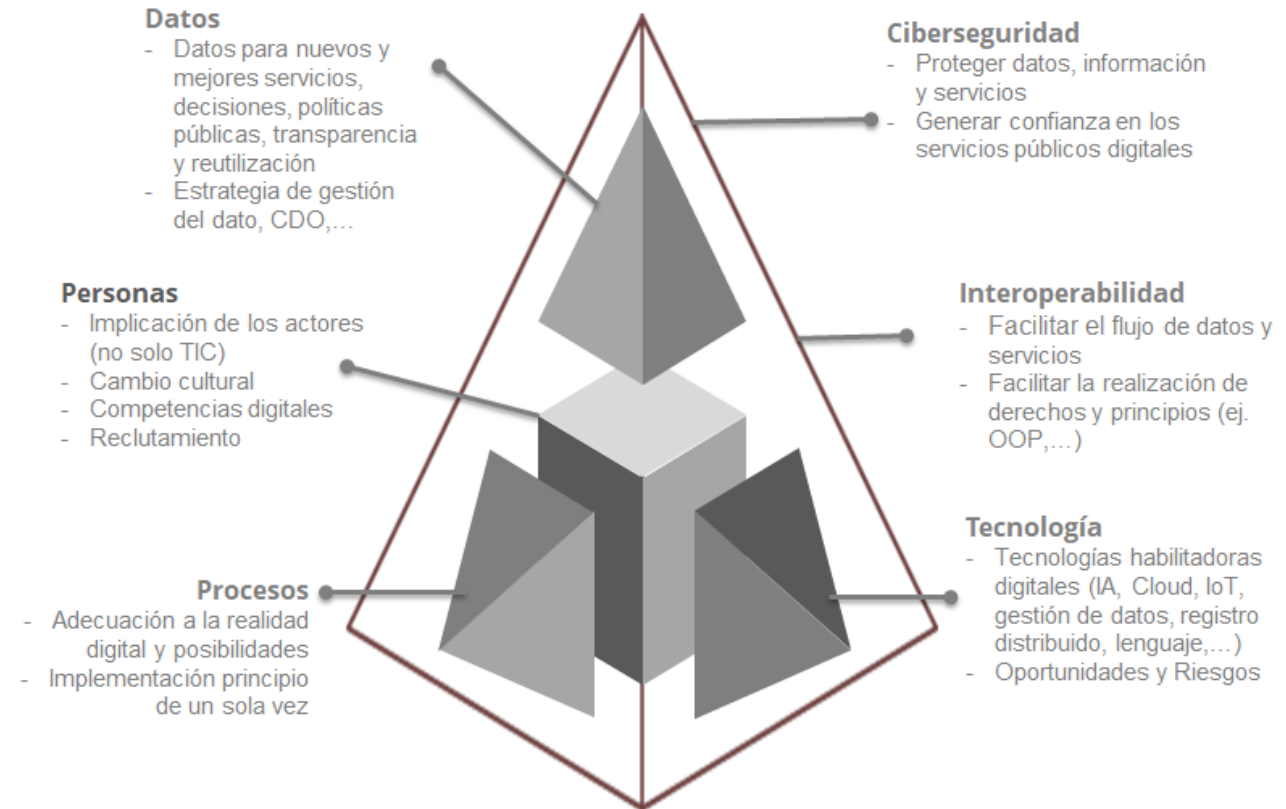 Datos
- Datos para nuevos y
mejores servicios,
decisiones, políticas
públicas, transparencia
y reutilización
- Estrategia de gestión
del dato, CDO,...
Ciberseguridad
- Proteger datos, información
y servicios
- Generar confianza en los
servicios públicos digitales
Personas
- Implicación de los actores
(no solo TIC)
- Cambio cultural
- Competencias digitales
- Reclutamiento
Interoperabilidad
- Facilitar el flujo de datos y
servicios
- Facilitar la realización de
derechos y principios (ej.
OOP,...)
Procesos
- Adecuación a la realidad
digital y posibilidades
- Implementación principio
de un sola vez
Tecnología
- Tecnologías habilitadoras
digitales (IA, Cloud, IoT,
gestión de datos, registro
distribuido, lenguaje,...)
- Oportunidades y Riesgos